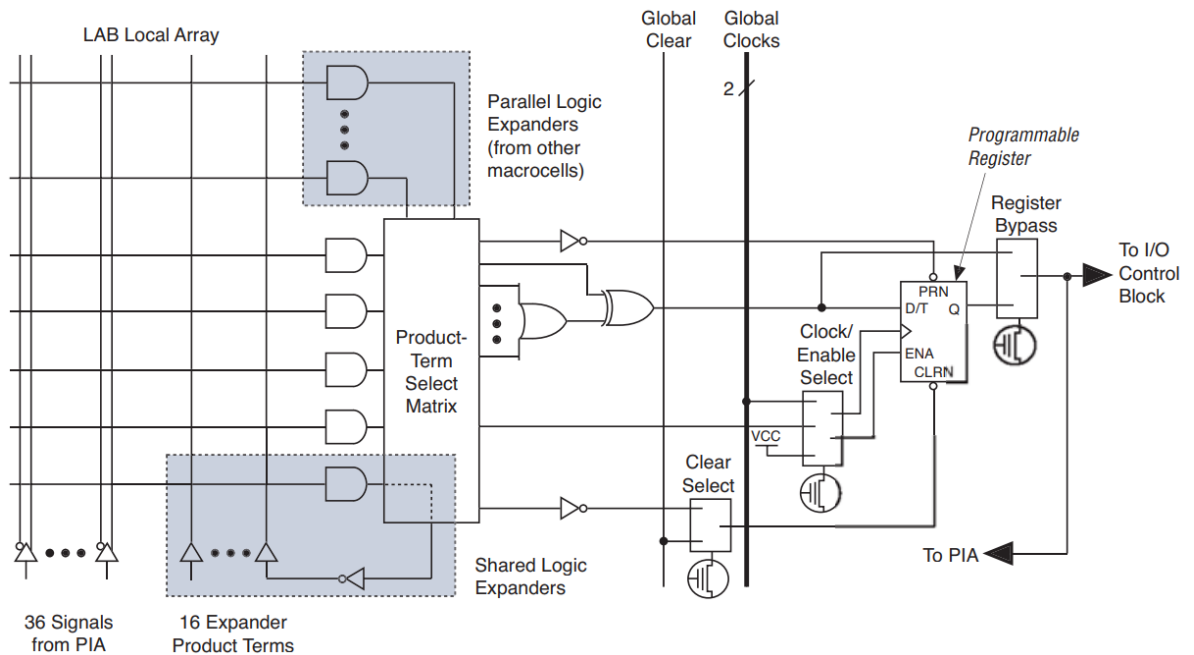 LAB Local Array
Global
Clear
Global
Clocks
2
Parallel Logic
Expanders
(from other
macrocells)
Programmable
Register
Register
Bypass
To I/O
Control
Block
PRN
D/T Q
ENA
CLRN
Clock/
Enable
Select
Product-
Term
Select
Matrix
VCC
Clear
Select
To PIA
Shared Logic
Expanders
36 Signals
from PIA
16 Expander
Product Terms